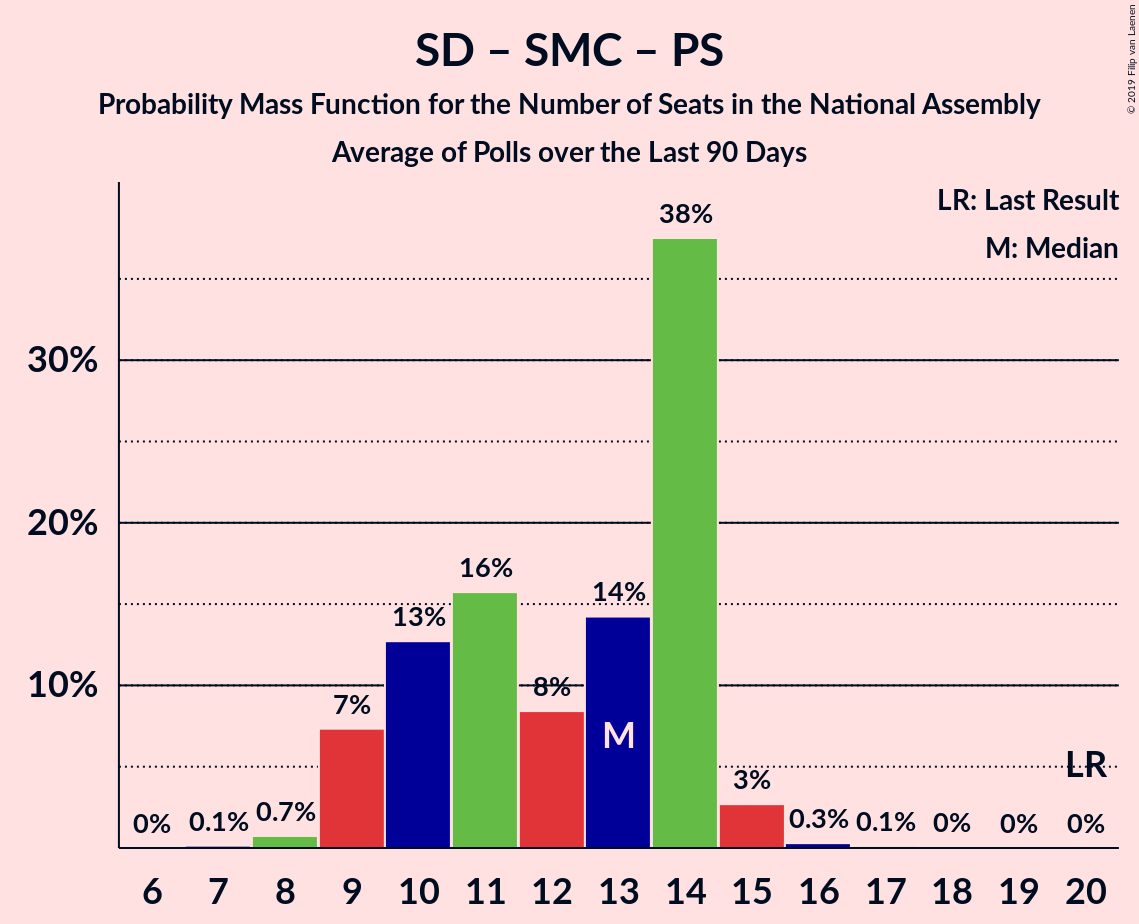 SD – SMC – PS
Probability Mass Function for the Number of Seats in the National Assembly
Average of Polls over the Last 90 Days
© 2019 Filip van Laenen
LR: Last Result
M: Median
38%
30%
20%
16%
14%
13%
10%
8%
7%
M
LR
3%
0% 0.1% 0.7% 0.3% 0.1% 0% 0% 0%
6 7 8 9 10 11 12 13 14 15 16 17 18 19 20